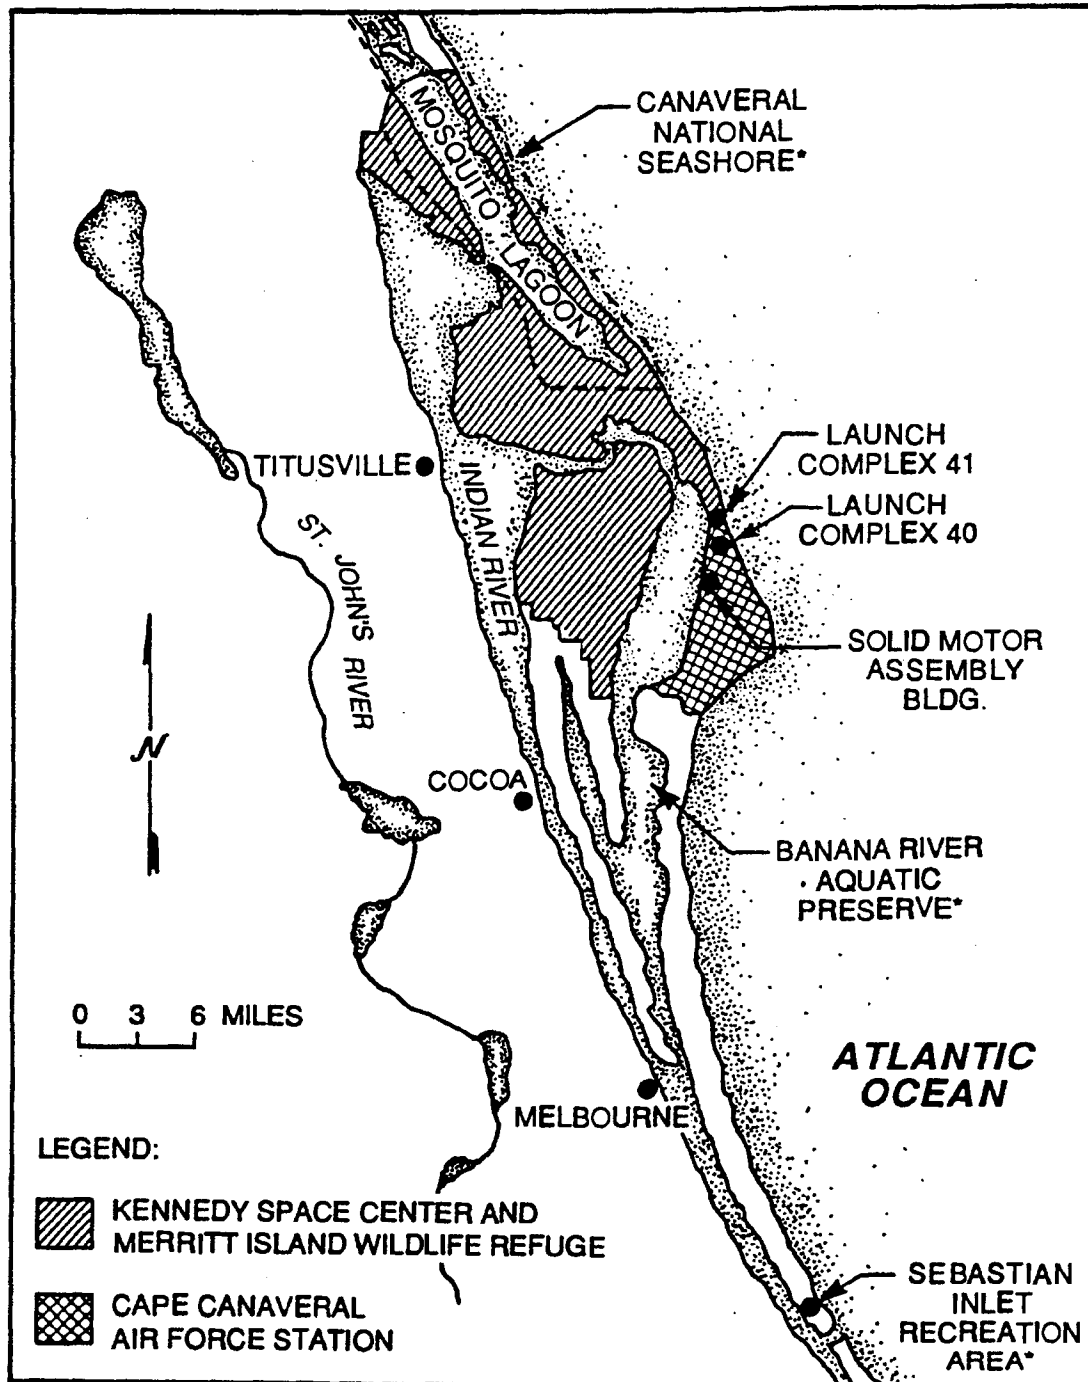 CANAVERAL
NATIONAL
SEASHORE*
MOSQUITO LAGOON
LAUNCH
COMPLEX 41
LAUNCH
COMPLEX 40
TITUSVILLE
INDIAN RIVER
ST. JOHN'S RIVER
SOLID MOTOR
ASSEMBLY
BLDG.
N
COCOA
BANANA RIVER
AQUATIC
PRESERVE*
0 3 6 MILES
ATLANTIC
OCEAN
MELBOURNE
LEGEND:
KENNEDY SPACE CENTER AND
MERRITT ISLAND WILDLIFE REFUGE
CAPE CANAVERAL
AIR FORCE STATION
SEBASTIAN
INLET
RECREATION
AREA*